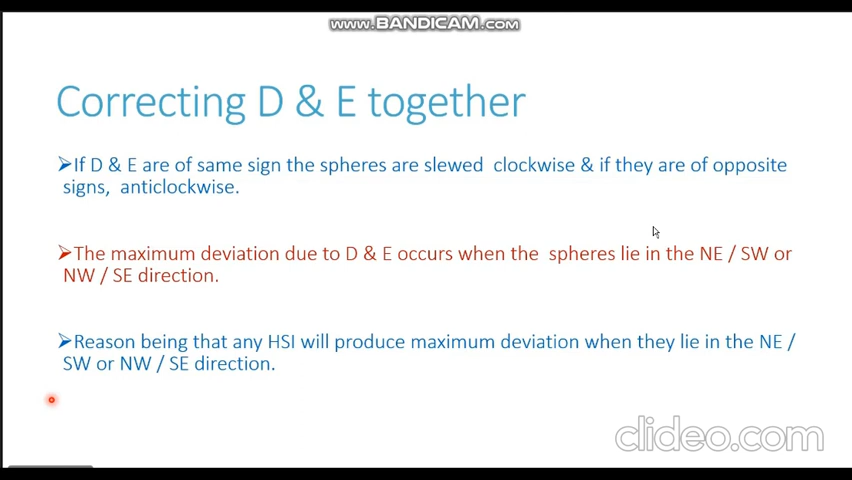 www.BANDICAM.com
Correcting D & E together
➢If D & E are of same sign the spheres are slewed clockwise & if they are of opposite
signs, anticlockwise.
➢The maximum deviation due to D & E occurs when the spheres lie in the NE / SW or
NW / SE direction.
➢Reason being that any HSI will produce maximum deviation when they lie in the NE /
SW or NW / SE direction.
clideo.com